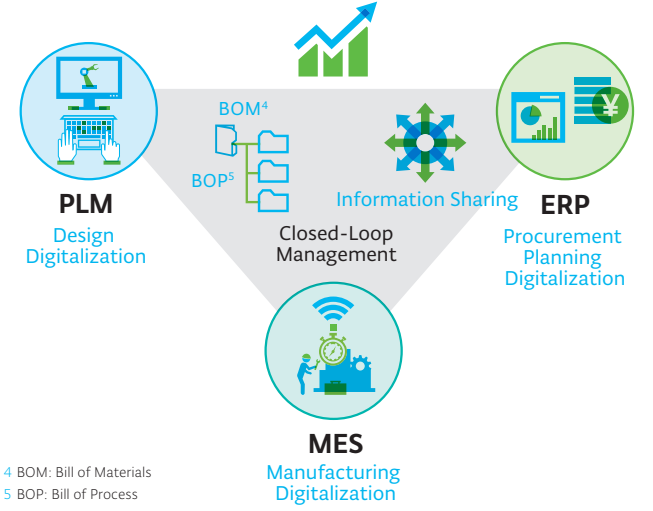 BOM4
BOP5
Information Sharing
Closed-Loop
Management
PLM
Design
Digitalization
ERP
Procurement
Planning
Digitalization
¥
MES
Manufacturing
Digitalization
4 BOM: Bill of Materials
5 BOP: Bill of Process